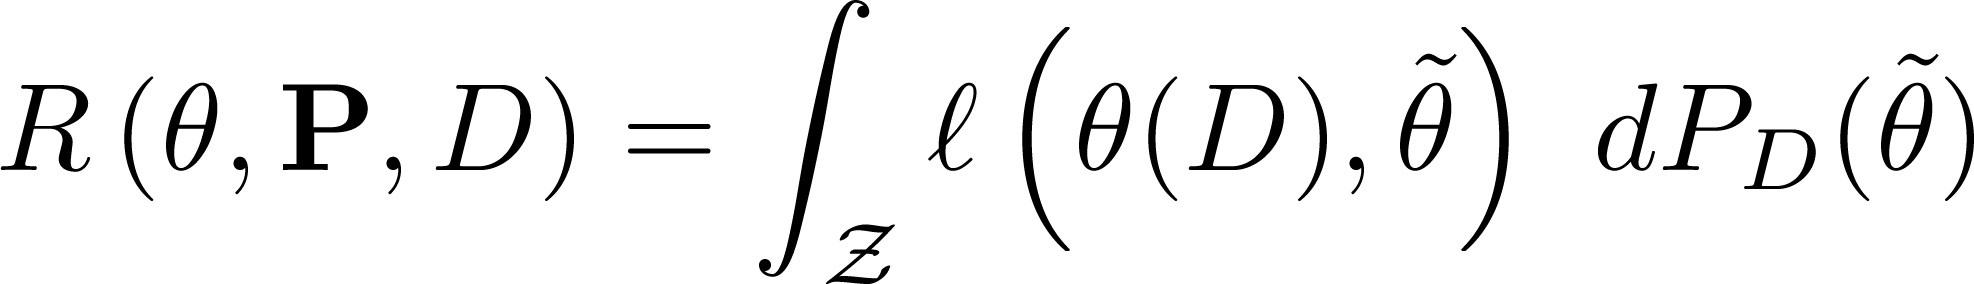 R(θ, 𝐏, D) = ∫_𝒵 ℓ(θ(D), θ̃) dP_D(θ̃)